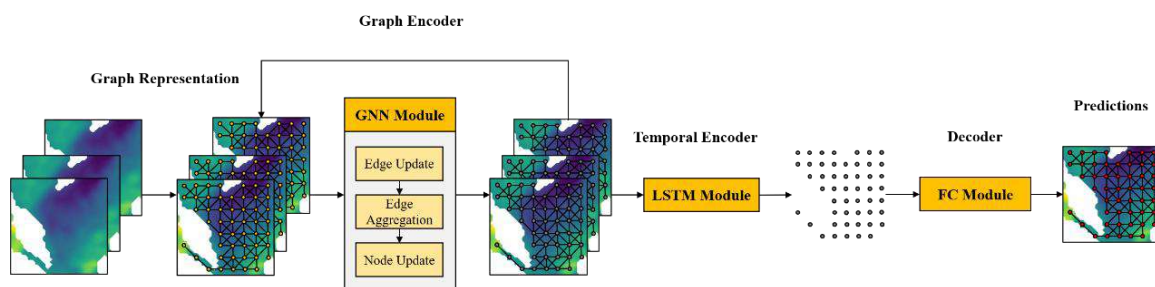 Graph Encoder
Graph Representation
GNN Module
Edge Update
Edge
Aggregation
Node Update
Temporal Encoder
LSTM Module
Decoder
FC Module
Predictions